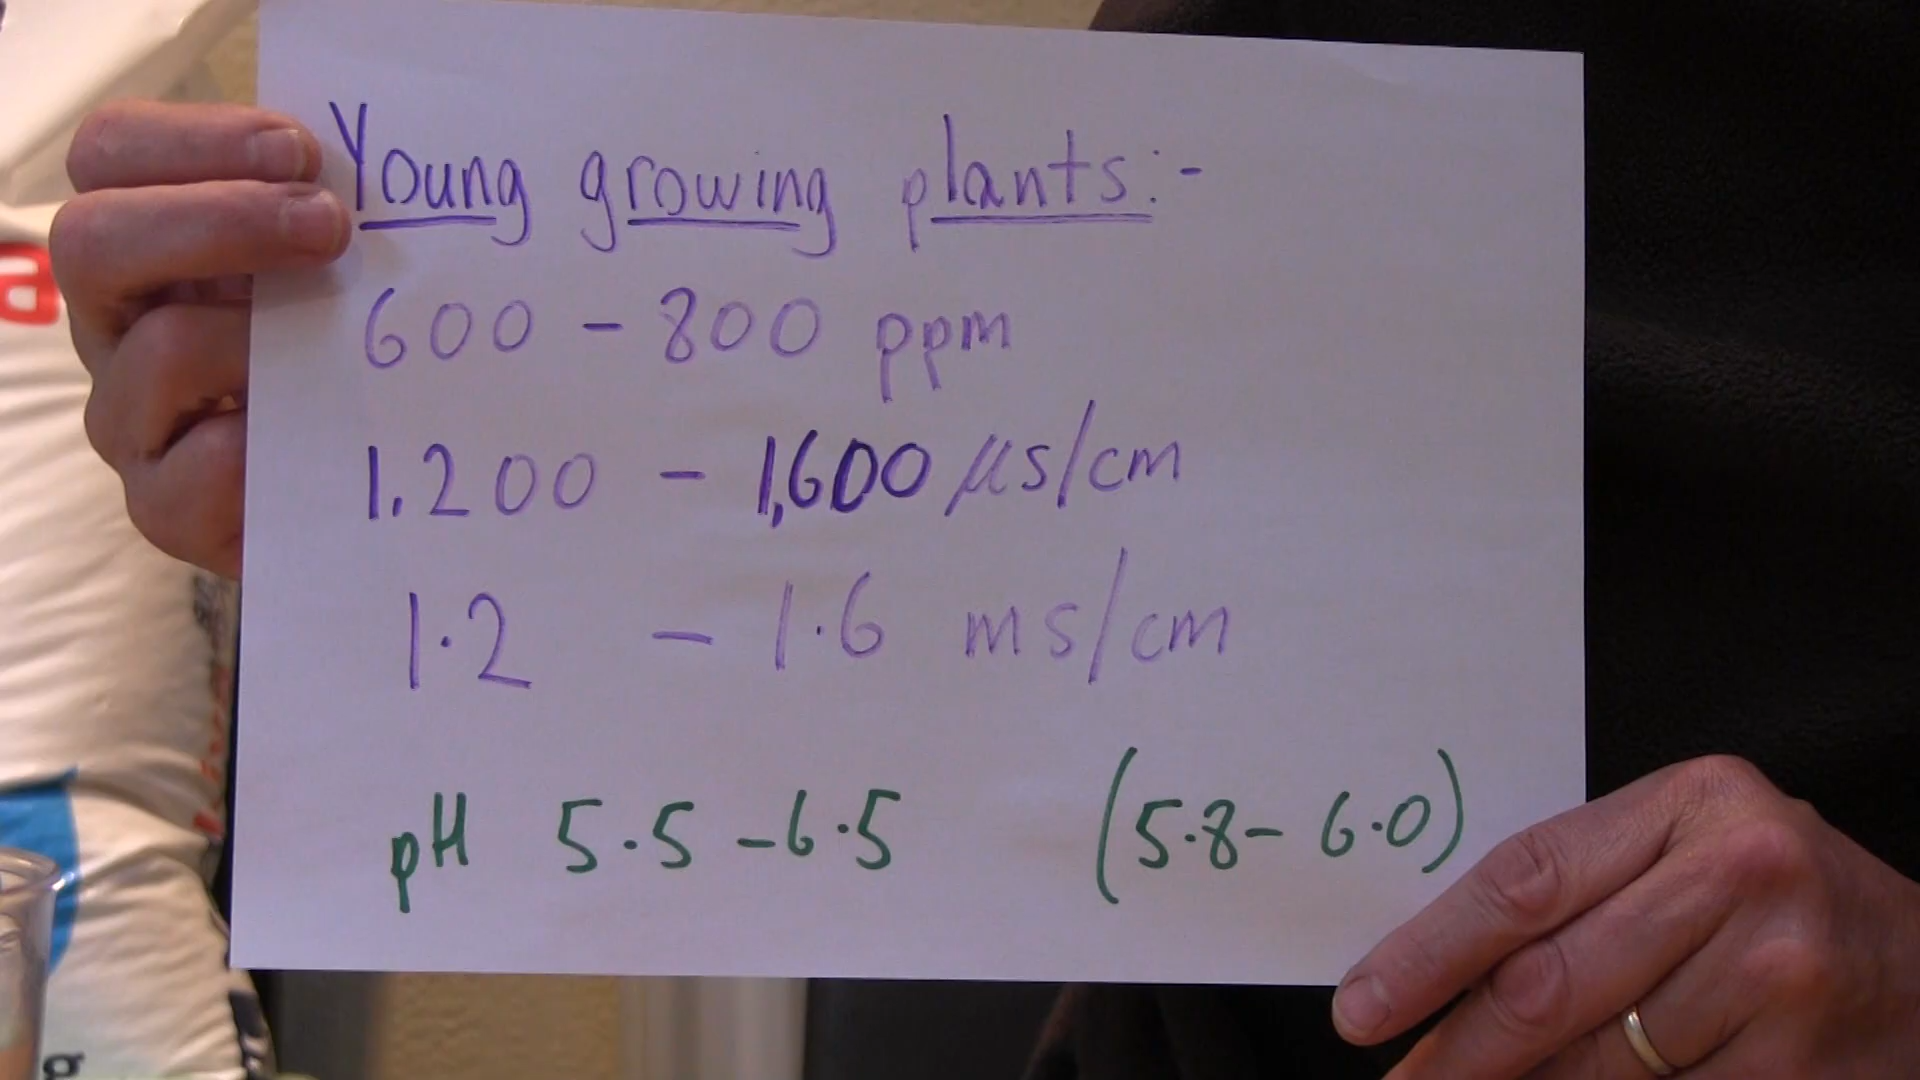 Young growing plants:-
600 - 800 ppm
1.200 - 1,600 µs/cm
1.2 - 1.6 ms/cm
pH 5.5 - 6.5 (5.8 - 6.0)
a
g